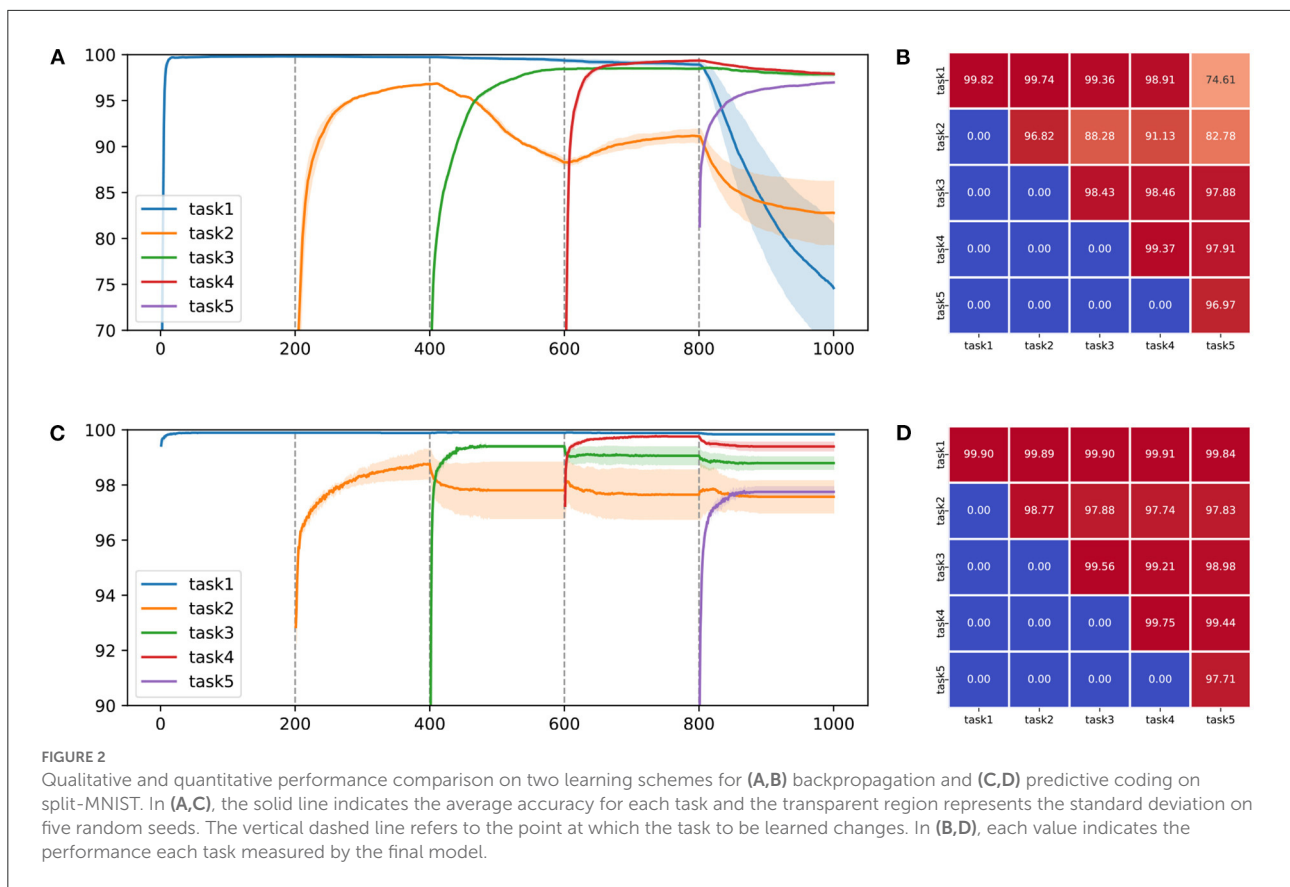 A
100
95
90
85
80
75
70
task1
task2
task3
task4
task5
0 200 400 600 800 1000
B
task1 99.82 99.74 99.36 98.91 74.61
task2 0.00 96.82 88.28 91.13 82.78
task3 0.00 0.00 98.43 98.46 97.88
task4 0.00 0.00 0.00 99.37 97.91
task5 0.00 0.00 0.00 0.00 96.97
task1 task2 task3 task4 task5
C
100
98
96
94
92
90
task1
task2
task3
task4
task5
0 200 400 600 800 1000
D
task1 99.90 99.89 99.90 99.91 99.84
task2 0.00 98.77 97.88 97.74 97.83
task3 0.00 0.00 99.56 99.21 98.98
task4 0.00 0.00 0.00 99.75 99.44
task5 0.00 0.00 0.00 0.00 97.71
task1 task2 task3 task4 task5
FIGURE 2
Qualitative and quantitative performance comparison on two learning schemes for (A,B) backpropagation and (C,D) predictive coding on
split-MNIST. In (A,C), the solid line indicates the average accuracy for each task and the transparent region represents the standard deviation on
five random seeds. The vertical dashed line refers to the point at which the task to be learned changes. In (B,D), each value indicates the
performance each task measured by the final model.